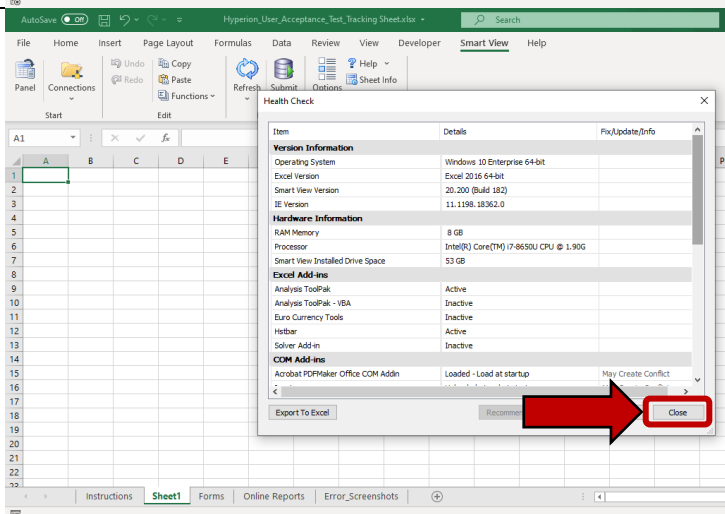 AutoSave Off Hyperion_User_Acceptance_Test_Tracking Sheet.xlsx Search
File Home Insert Page Layout Formulas Data Review View Developer Smart View Help
Panel Connections Undo Redo Copy Paste Functions Refresh Submit Options Help Sheet Info
Start Edit
Health Check
A1 fx
A B C D E P
Item Details Fix/Update/Info
Version Information
Operating System Windows 10 Enterprise 64-bit
Excel Version Excel 2016 64-bit
Smart View Version 20.200 (Build 182)
IE Version 11.1198.18362.0
Hardware Information
RAM Memory 8 GB
Processor Intel(R) Core(TM) i7-8650U CPU @ 1.90G
Smart View Installed Drive Space 53 GB
Excel Add-ins
Analysis ToolPak Active
Analysis ToolPak - VBA Inactive
Euro Currency Tools Inactive
Hstbar Active
Solver Add-in Inactive
COM Add-ins
Acrobat PDFMaker Office COM Addin Loaded - Load at startup May Create Conflict
Export To Excel Close
1
2
3
4
5
6
7
8
9
10
11
12
13
14
15
16
17
18
19
20
21
22
Instructions Sheet1 Forms Online Reports Error_Screenshots